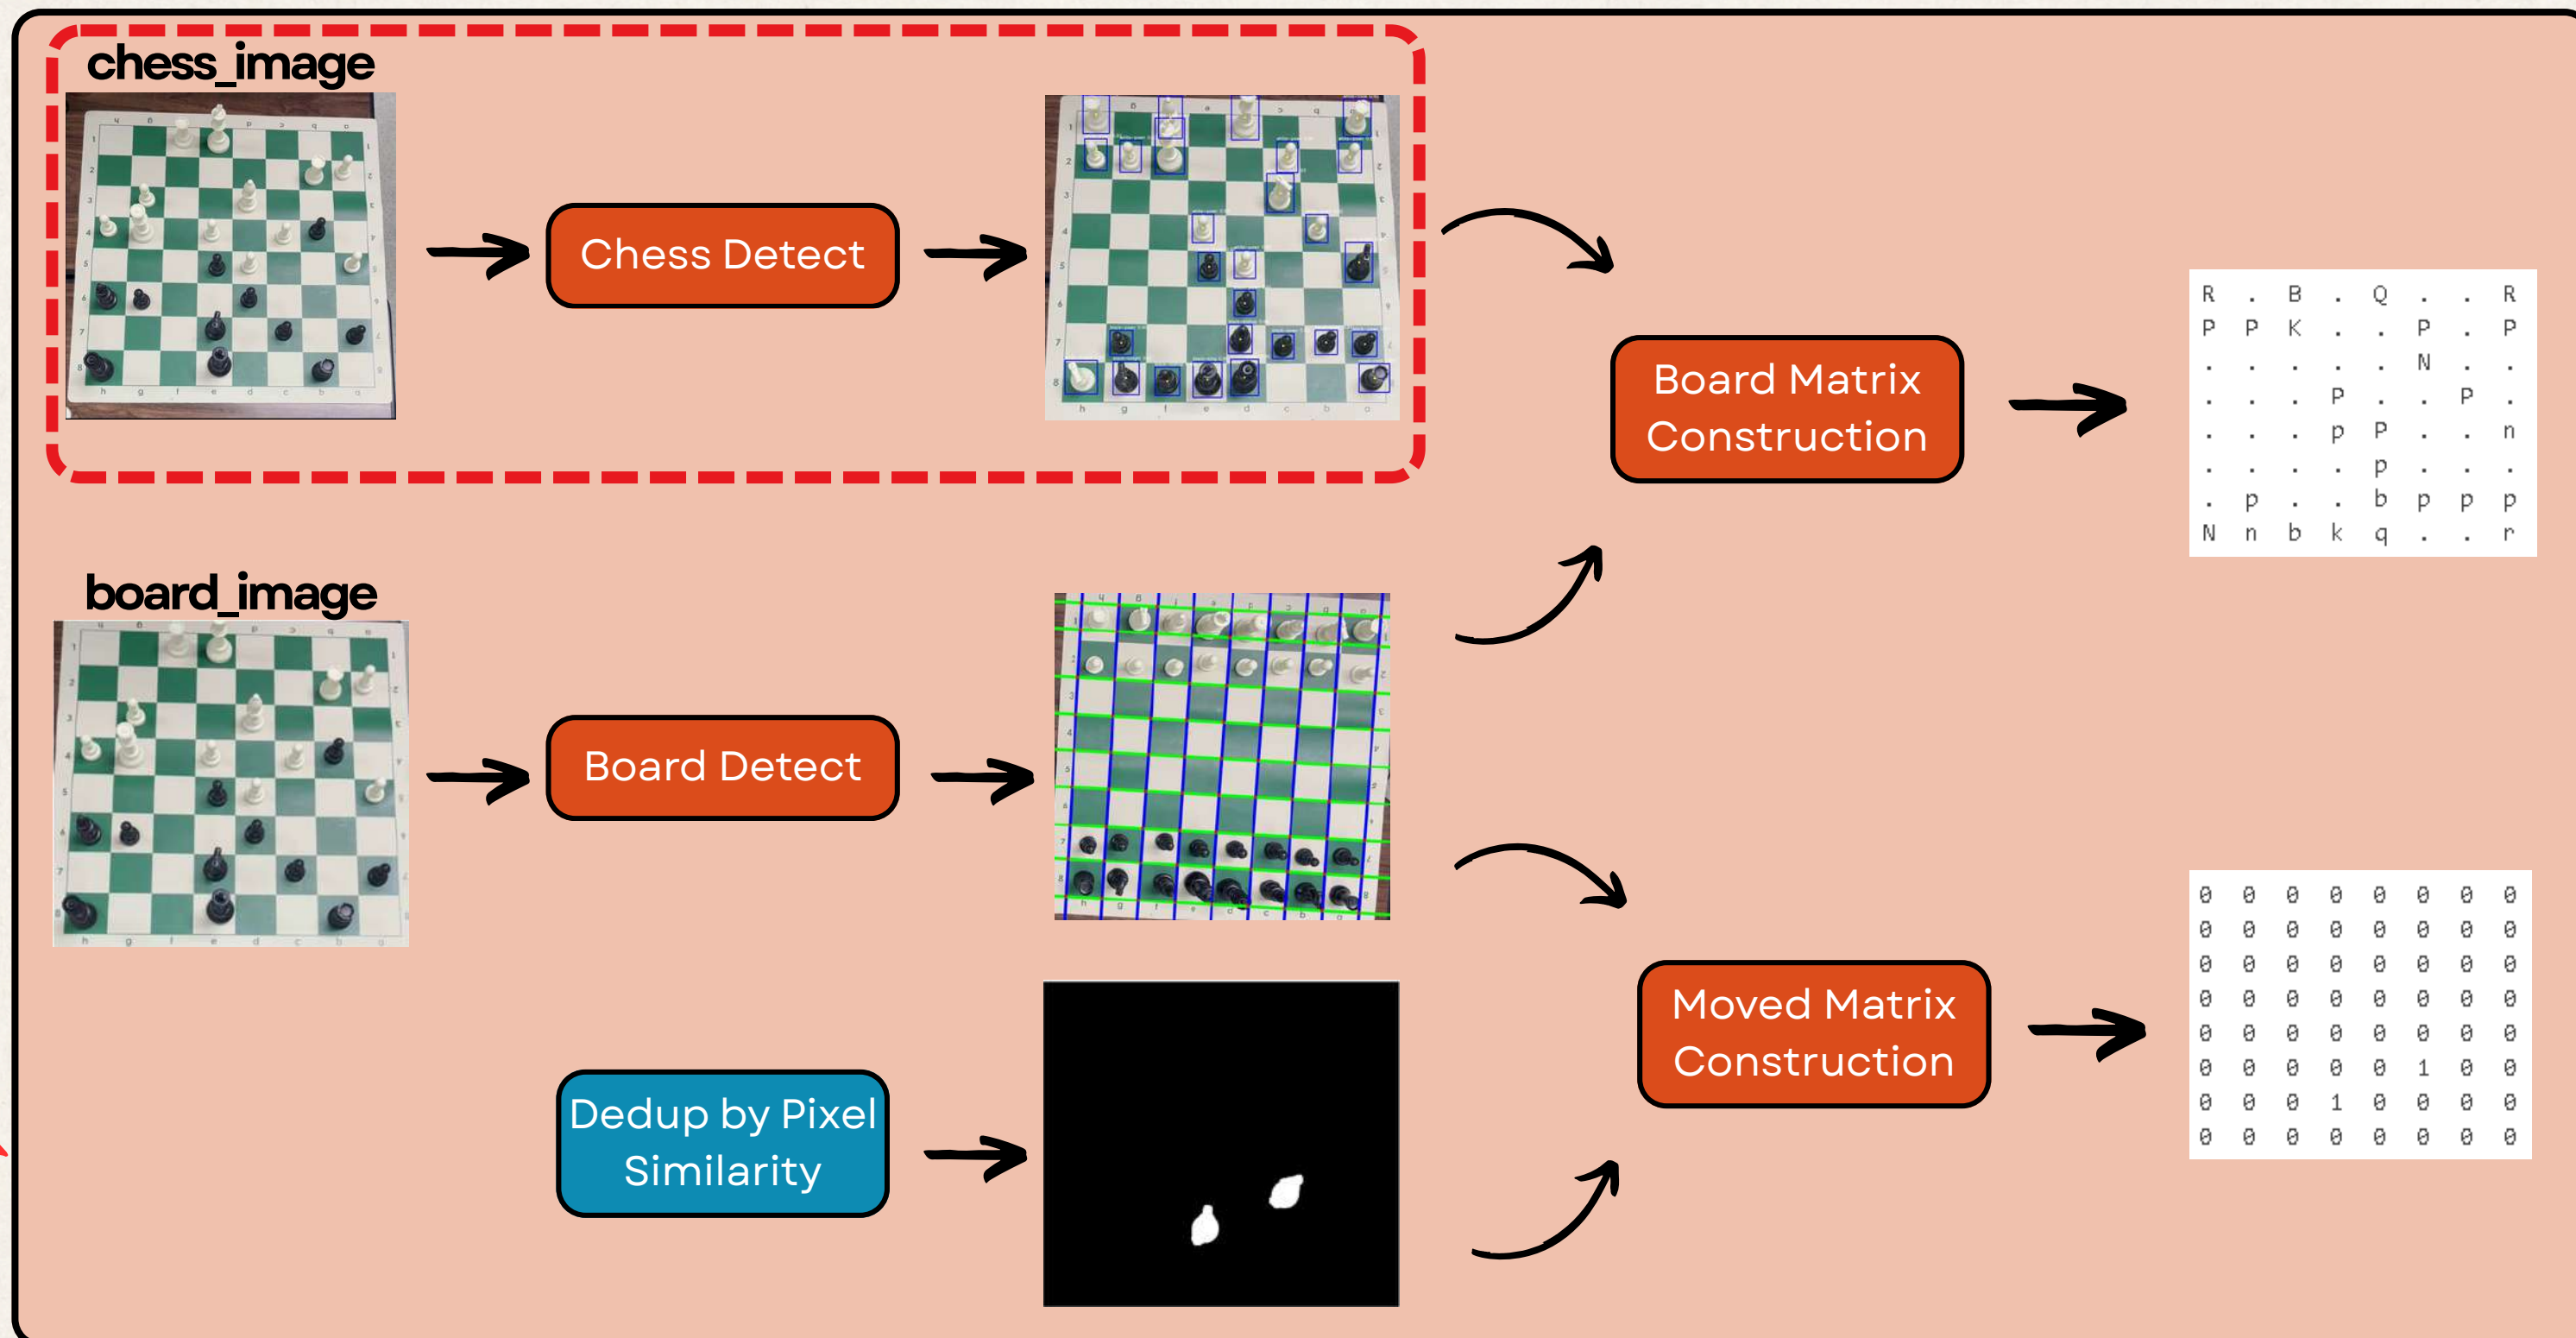 chess_image
Chess Detect
Board Matrix
Construction
R . B . Q . . R
P P K . . P . P
. . . . . N . .
. . . P . . P .
. . . p P . . n
. . . . p . . .
. p . . b p p p
N n b k q . . r
board_image
Board Detect
Dedup by Pixel
Similarity
Moved Matrix
Construction
0 0 0 0 0 0 0 0
0 0 0 0 0 0 0 0
0 0 0 0 0 0 0 0
0 0 0 0 0 0 0 0
0 0 0 0 0 0 0 0
0 0 0 0 0 1 0 0
0 0 0 1 0 0 0 0
0 0 0 0 0 0 0 0